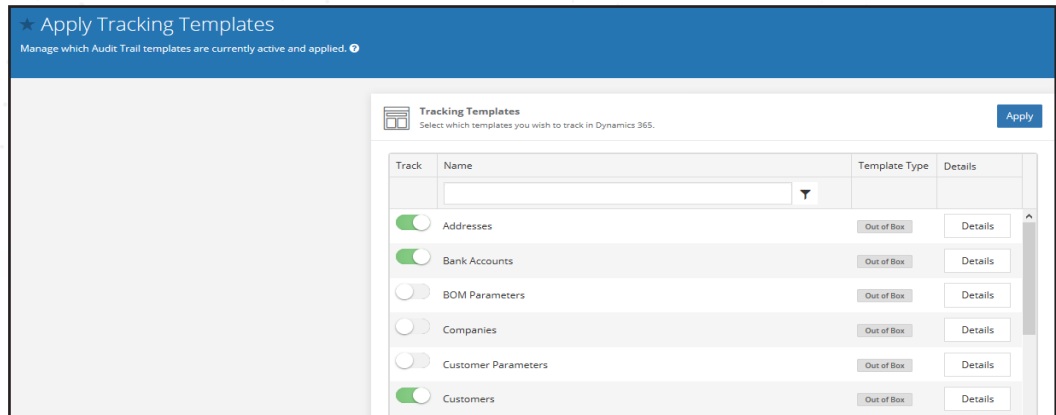 Apply Tracking Templates
Manage which Audit Trail templates are currently active and applied.
Tracking Templates
Select which templates you wish to track in Dynamics 365.
Apply
Track Name Template Type Details
Addresses Out of Box Details
Bank Accounts Out of Box Details
BOM Parameters Out of Box Details
Companies Out of Box Details
Customer Parameters Out of Box Details
Customers Out of Box Details